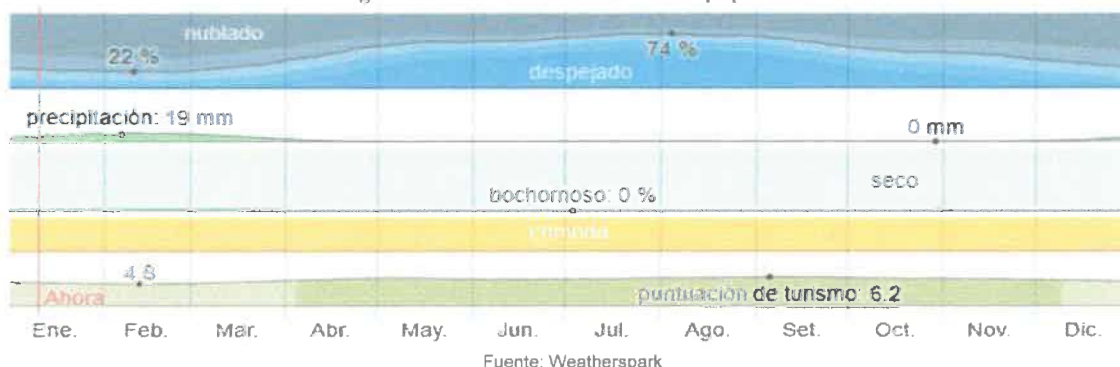 nublado
22 %
74 %
despejado
precipitación: 19 mm
0 mm
seco
bochornoso: 0 %
cómoda
4.8
Ahora
puntuación de turismo: 6.2
Ene. Feb. Mar. Abr. May. Jun. Jul. Ago. Set. Oct. Nov. Dic.
Fuente: Weatherspark